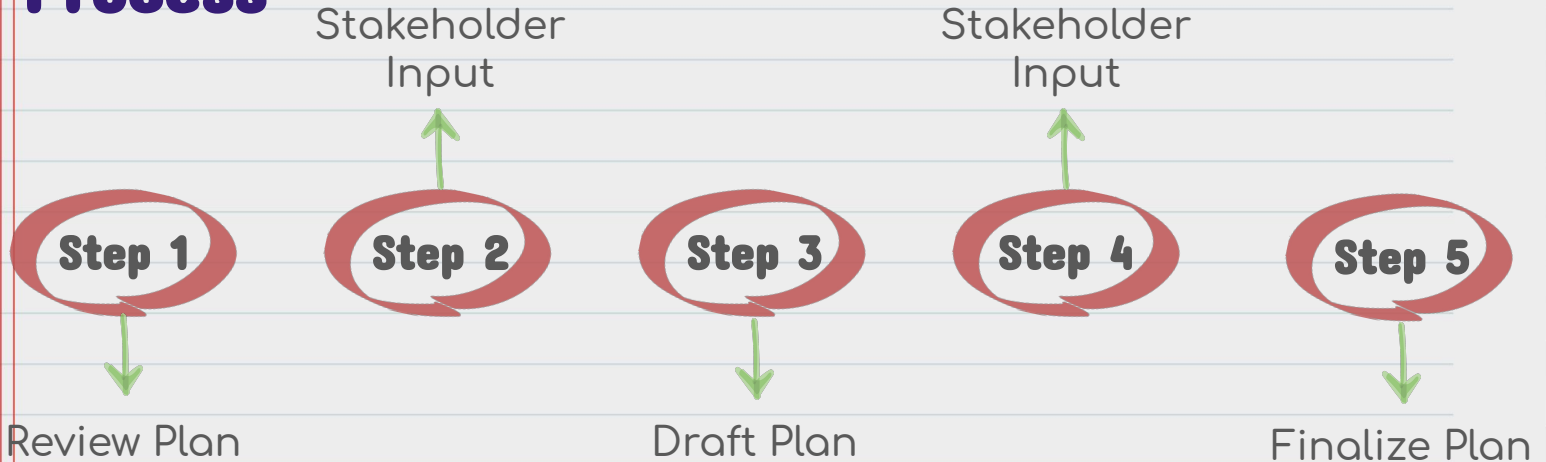 Process
Stakeholder
Input
Stakeholder
Input
Step 1
Step 2
Step 3
Step 4
Step 5
Review Plan
Draft Plan
Finalize Plan